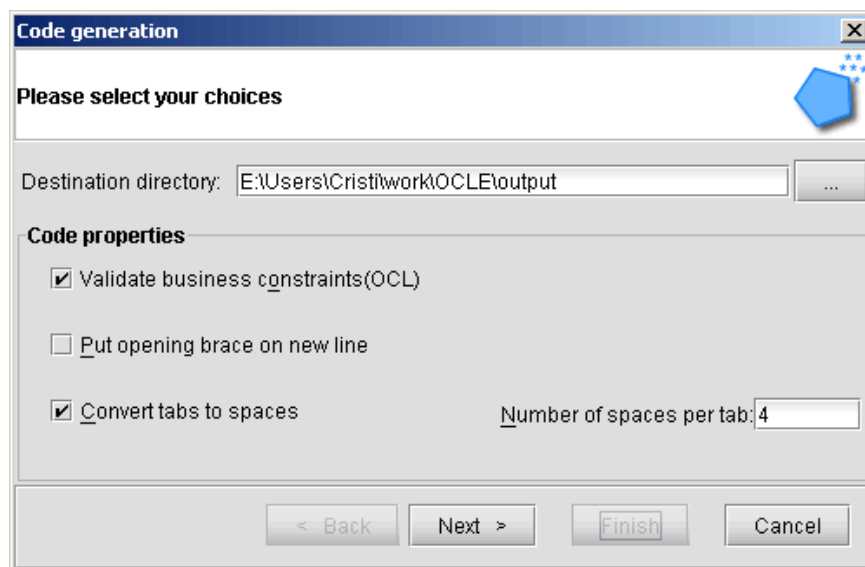 Code generation
Please select your choices
Destination directory: E:\Users\Cristi\work\OCLE\output ...
Code properties
Validate business constraints(OCL)
Put opening brace on new line
Convert tabs to spaces Number of spaces per tab: 4
< Back Next > Finish Cancel